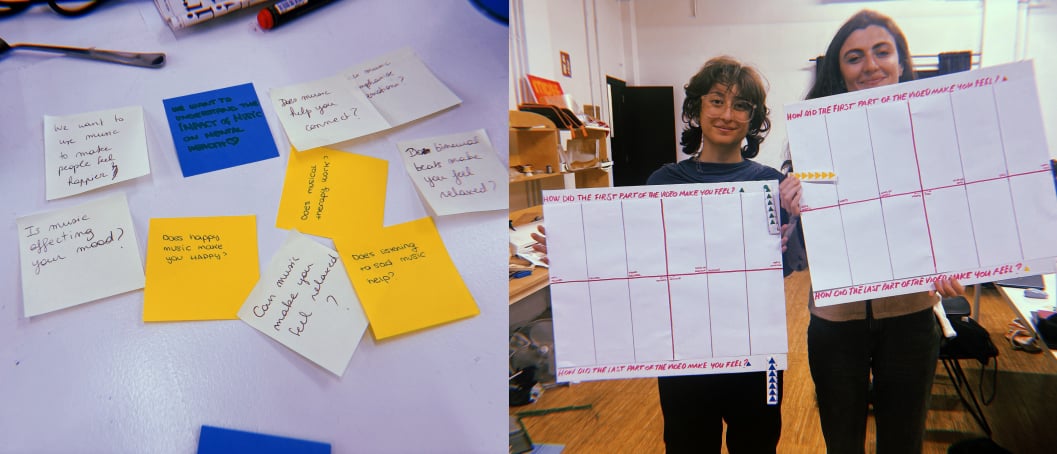 We want to
use music
to make
people feel
happier!
WE WANT TO
UNDERSTAND THE
IMPACT OF MUSIC
ON MENTAL
HEALTH
Does music
help you
connect?
Does binaural
beats make
you feel
relaxed?
Does musical
therapy work?
Is music
affecting
your mood?
Does happy
music make
you HAPPY?
Can music
make you
feel relaxed
?
Does listening
to sad music
help?
HOW DID THE FIRST PART OF THE VIDEO MAKE YOU FEEL?
HOW DID THE LAST PART OF THE VIDEO MAKE YOU FEEL?
HOW DID THE FIRST PART OF THE VIDEO MAKE YOU FEEL?
HOW DID THE LAST PART OF THE VIDEO MAKE YOU FEEL?